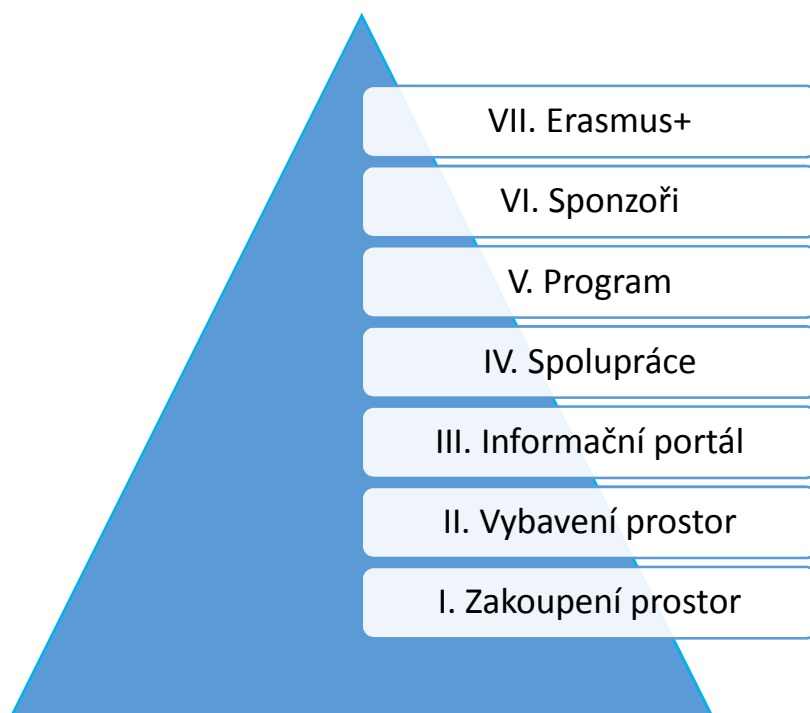 VII. Erasmus+
VI. Sponzoři
V. Program
IV. Spolupráce
III. Informační portál
II. Vybavení prostor
I. Zakoupení prostor